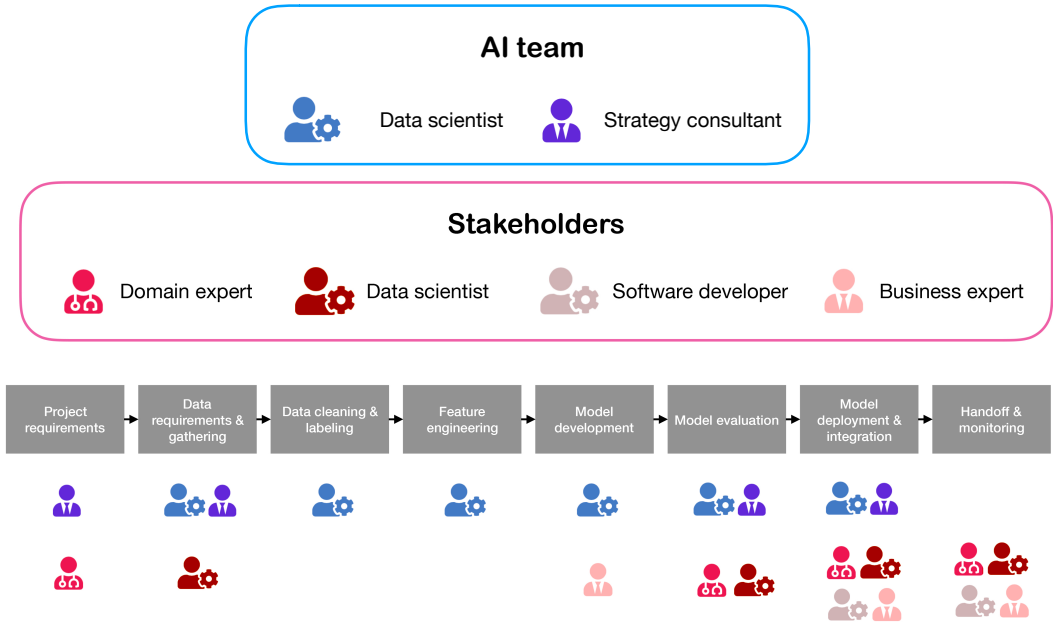 AI team
Data scientist
Strategy consultant
Stakeholders
Domain expert
Data scientist
Software developer
Business expert
Project
requirements
Data
requirements &
gathering
Data cleaning &
labeling
Feature
engineering
Model
development
Model evaluation
Model
deployment &
integration
Handoff &
monitoring